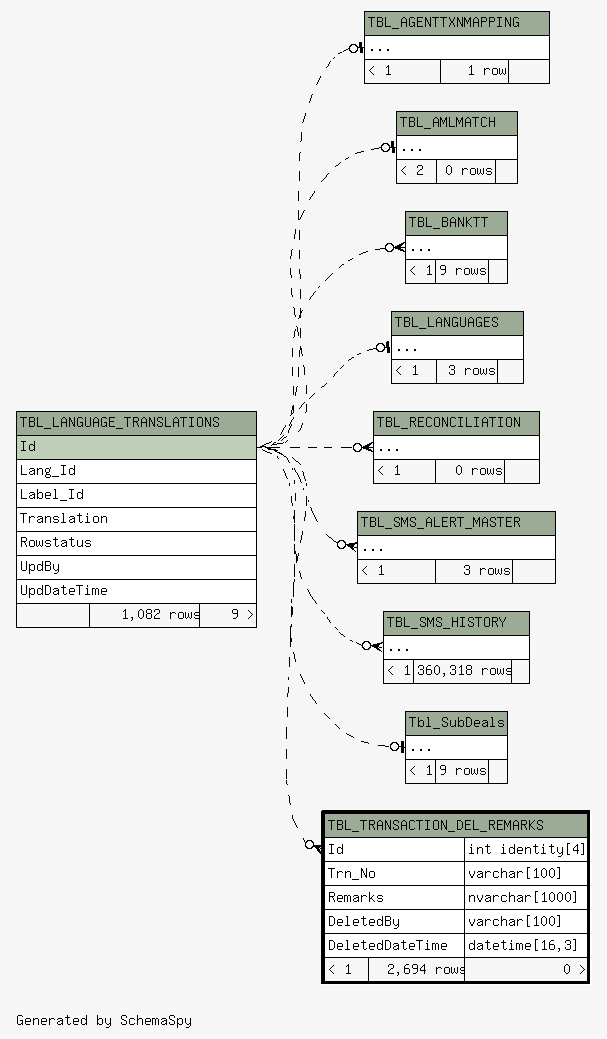 TBL_AGENTTXNMAPPING
...
< 1 1 row
TBL_AMLMATCH
...
< 2 0 rows
TBL_BANKTT
...
< 1 9 rows
TBL_LANGUAGES
...
< 1 3 rows
TBL_LANGUAGE_TRANSLATIONS
Id
Lang_Id
Label_Id
Translation
Rowstatus
UpdBy
UpdDateTime
1,082 rows 9 >
TBL_RECONCILIATION
...
< 1 0 rows
TBL_SMS_ALERT_MASTER
...
< 1 3 rows
TBL_SMS_HISTORY
...
< 1 360,318 rows
Tbl_SubDeals
...
< 1 9 rows
TBL_TRANSACTION_DEL_REMARKS
Id int identity[4]
Trn_No varchar[100]
Remarks nvarchar[1000]
DeletedBy varchar[100]
DeletedDateTime datetime[16,3]
< 1 2,694 rows 0 >
Generated by SchemaSpy